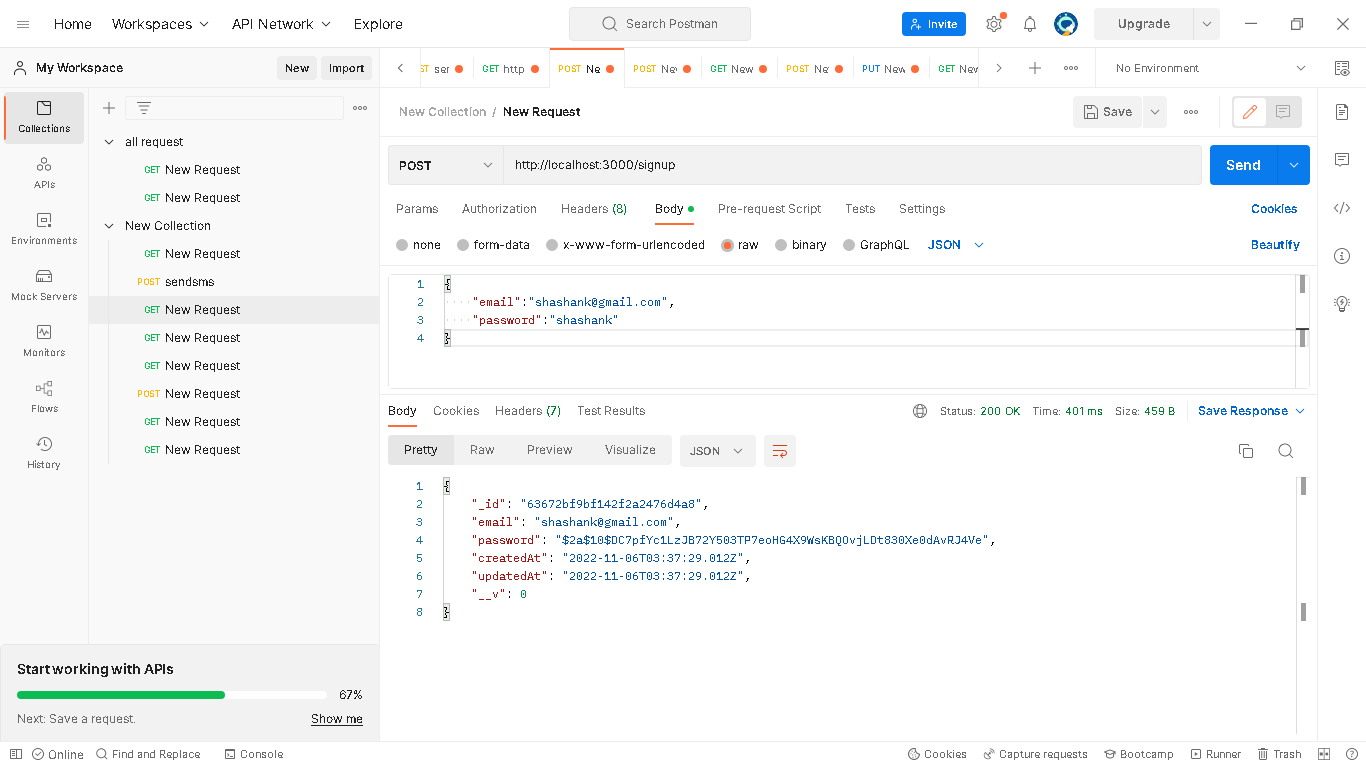 Home Workspaces API Network Explore Search Postman Invite Upgrade
My Workspace New Import
GET http POST Ne POST Ne GET New POST Ne PUT New GET New No Environment
Collections
APIs
Environments
Mock Servers
Monitors
Flows
History
all request
GET New Request
GET New Request
New Collection
GET New Request
POST sendsms
GET New Request
GET New Request
GET New Request
POST New Request
GET New Request
GET New Request
Start working with APIs
67%
Next: Save a request. Show me
New Collection / New Request Save
POST http://localhost:3000/signup Send
Params Authorization Headers (8) Body Pre-request Script Tests Settings Cookies
none form-data x-www-form-urlencoded raw binary GraphQL JSON Beautify
1 {
2 "email":"shashank@gmail.com",
3 "password":"shashank"
4 }
Body Cookies Headers (7) Test Results Status: 200 OK Time: 401 ms Size: 459 B Save Response
Pretty Raw Preview Visualize JSON
1 {
2 "_id": "63672bf9bf142f2a2476d4a8",
3 "email": "shashank@gmail.com",
4 "password": "$2a$10$DC7pfYc1LzJB72Y503TP7eoHG4X9WsKBQOvjLDt830Xe0dAvRJ4Ve",
5 "createdAt": "2022-11-06T03:37:29.012Z",
6 "updatedAt": "2022-11-06T03:37:29.012Z",
7 "__v": 0
8 }
Online Find and Replace Console Cookies Capture requests Bootcamp Runner Trash